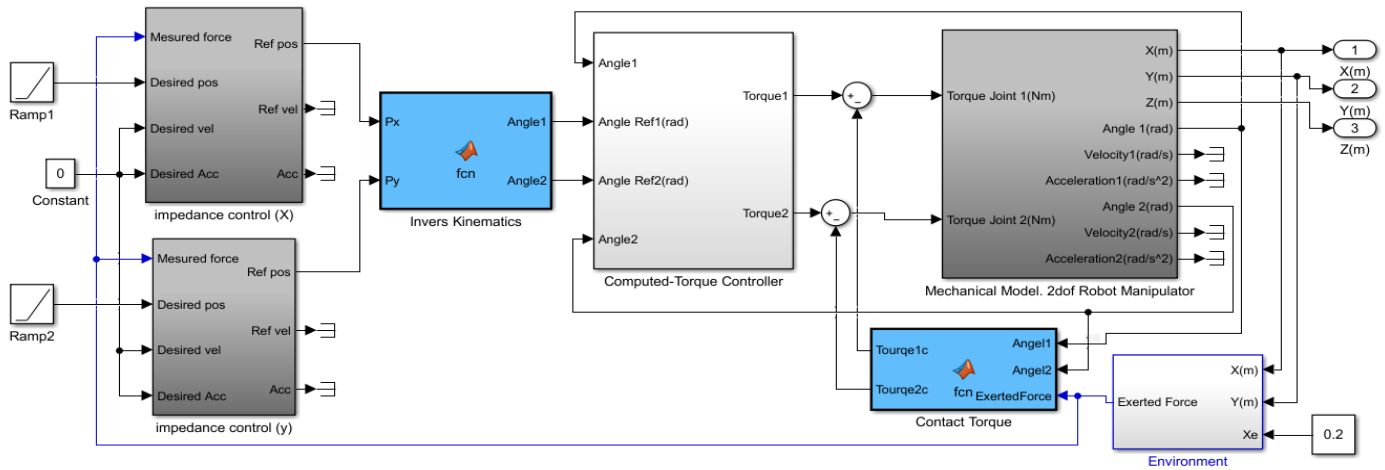 Mesured force
Ref pos
Desired pos
Ref vel
Desired vel
Desired Acc
Acc
impedance control (X)
Ramp1
0
Constant
Mesured force
Ref pos
Desired pos
Ref vel
Desired vel
Desired Acc
Acc
impedance control (y)
Ramp2
Px
Angle1
fcn
Py
Angle2
Invers Kinematics
Angle1
Torque1
Angle Ref1(rad)
Angle Ref2(rad)
Torque2
Angle2
Computed-Torque Controller
+
−
+
−
X(m)
Y(m)
Torque Joint 1(Nm)
Z(m)
Angle 1(rad)
Velocity1(rad/s)
Acceleration1(rad/s^2)
Angle 2(rad)
Torque Joint 2(Nm)
Velocity2(rad/s)
Acceleration2(rad/s^2)
Mechanical Model. 2dof Robot Manipulator
1
X(m)
2
Y(m)
3
Z(m)
Tourqe1c
Angel1
Angel2
Tourqe2c
fcn
ExertedForce
Contact Torque
X(m)
Exerted Force
Y(m)
Xe
Environment
0.2